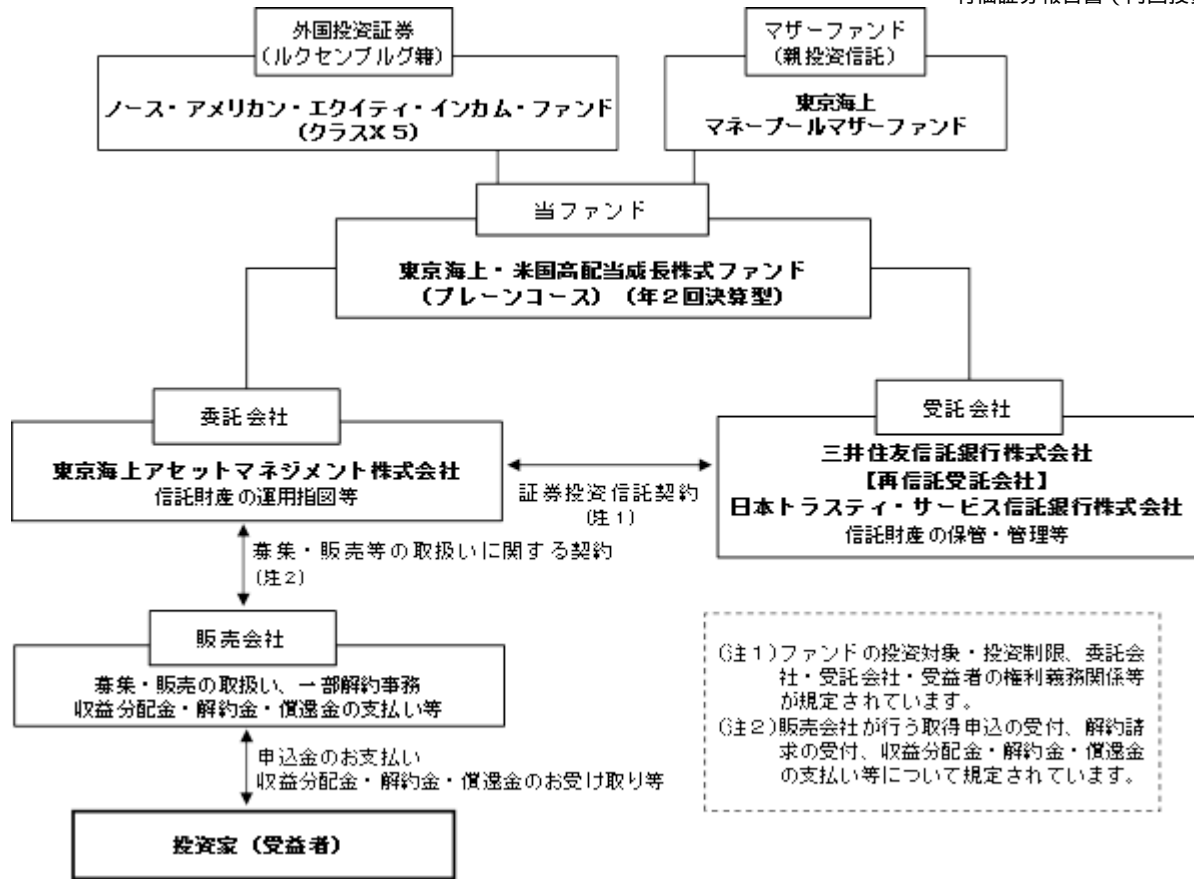 外国投資証券
(ルクセンブルグ籍)
ノース・アメリカン・エクイティ・インカム・ファンド
(クラスX 5)
マザーファンド
(親投資信託)
東京海上
マネープールマザーファンド
当ファンド
東京海上・米国高配当成長株式ファンド
(プレーンコース) (年2回決算型)
委託会社
東京海上アセットマネジメント株式会社
信託財産の運用指図等
証券投資信託契約
(注1)
受託会社
三井住友信託銀行株式会社
【再信託受託会社】
日本トラスティ・サービス信託銀行株式会社
信託財産の保管・管理等
募集・販売等の取扱いに関する契約
(注2)
販売会社
募集・販売の取扱い、一部解約事務
収益分配金・解約金・償還金の支払い等
申込金のお支払い
収益分配金・解約金・償還金のお受け取り等
投資家(受益者)
(注1)ファンドの投資対象・投資制限、委託会
社・受託会社・受益者の権利義務関係等
が規定されています。
(注2)販売会社が行う取得申込の受付、解約請
求の受付、収益分配金・解約金・償還金
の支払い等について規定されています。